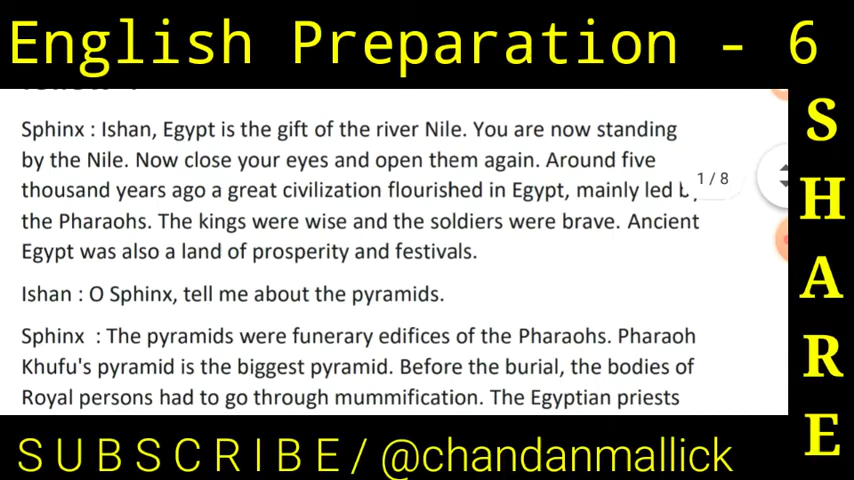 English Preparation - 6
Sphinx : Ishan, Egypt is the gift of the river Nile. You are now standing
by the Nile. Now close your eyes and open them again. Around five
thousand years ago a great civilization flourished in Egypt, mainly led
the Pharaohs. The kings were wise and the soldiers were brave. Ancient
Egypt was also a land of prosperity and festivals.
Ishan : O Sphinx, tell me about the pyramids.
Sphinx : The pyramids were funerary edifices of the Pharaohs. Pharaoh
Khufu's pyramid is the biggest pyramid. Before the burial, the bodies of
Royal persons had to go through mummification. The Egyptian priests
1 / 8
SHARE
SUBSCRIBE/@chandanmallick